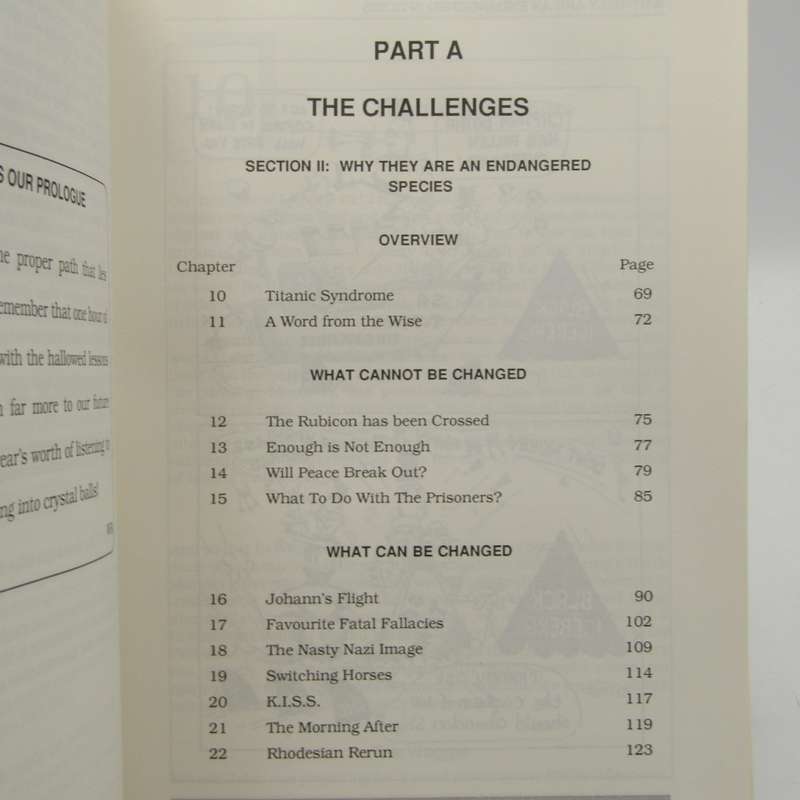 S OUR PROLOGUE
he proper path that lies
emember that one hour of
with the hallowed lessons
n far more to our future
ear's worth of listening to
ng into crystal balls!
PART A
THE CHALLENGES
SECTION II: WHY THEY ARE AN ENDANGERED
SPECIES
OVERVIEW
Chapter Page
10 Titanic Syndrome 69
11 A Word from the Wise 72
WHAT CANNOT BE CHANGED
12 The Rubicon has been Crossed 75
13 Enough is Not Enough 77
14 Will Peace Break Out? 79
15 What To Do With The Prisoners? 85
WHAT CAN BE CHANGED
16 Johann's Flight 90
17 Favourite Fatal Fallacies 102
18 The Nasty Nazi Image 109
19 Switching Horses 114
20 K.I.S.S. 117
21 The Morning After 119
22 Rhodesian Rerun 123